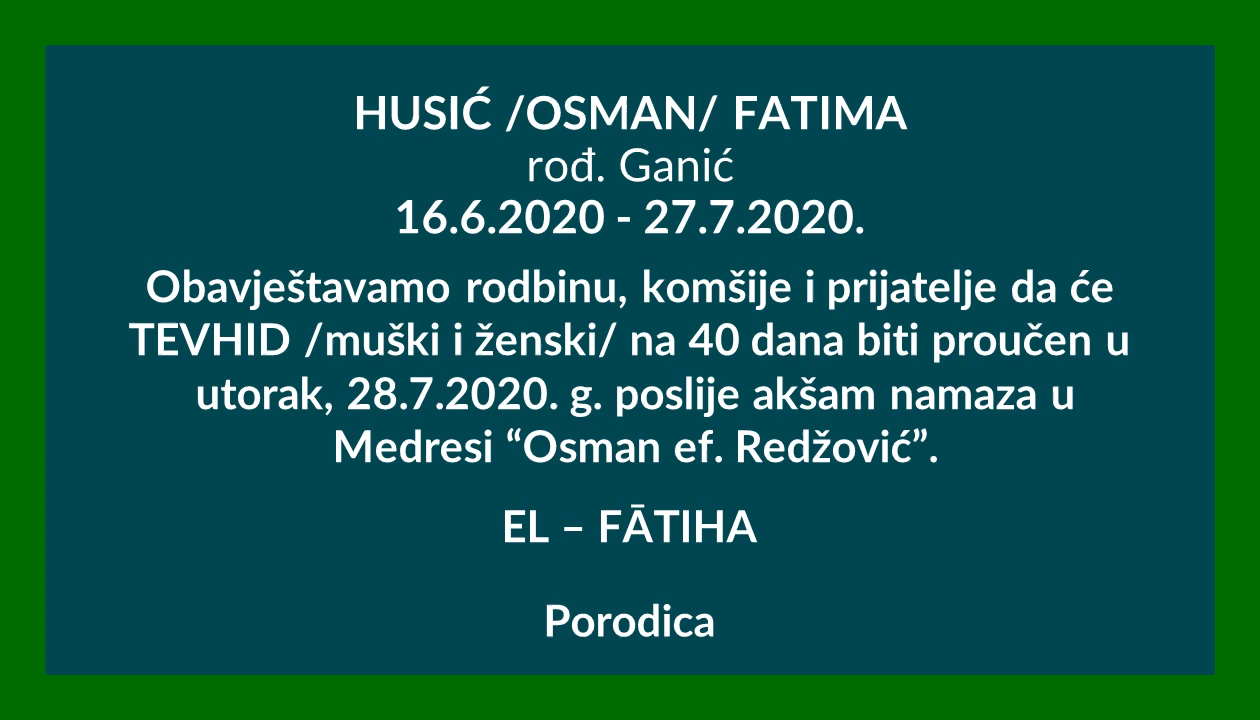 HUSIĆ /OSMAN/ FATIMA
rođ. Ganić
16.6.2020 - 27.7.2020.
Obavještavamo rodbinu, komšije i prijatelje da će
TEVHID /muški i ženski/ na 40 dana biti proučen u
utorak, 28.7.2020. g. poslije akšam namaza u
Medresi “Osman ef. Redžović”.
EL – FĀTIHA
Porodica